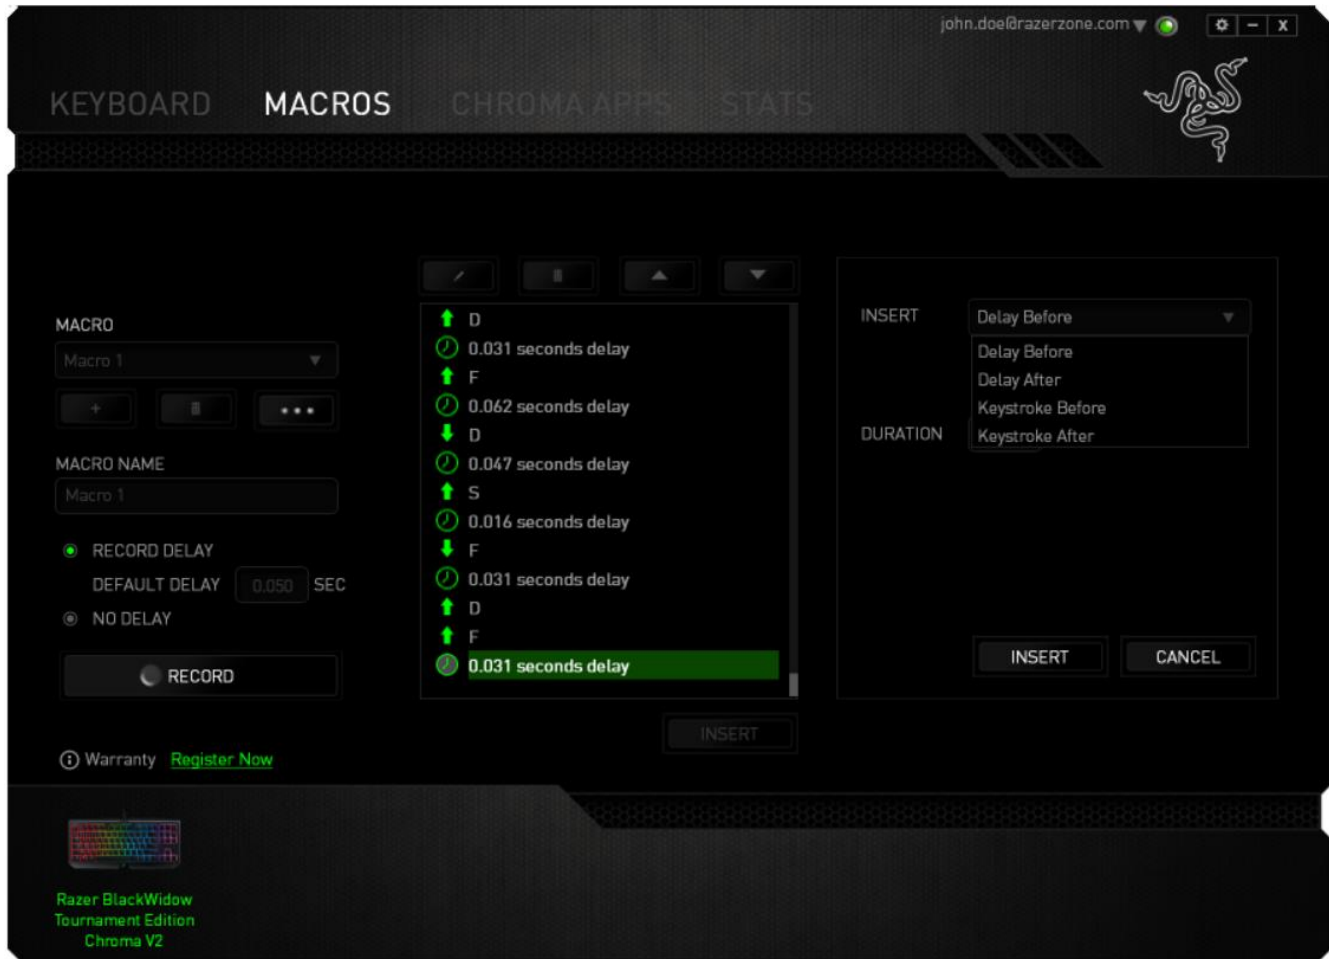 john.doe@razerzone.com
KEYBOARD MACROS CHROMA APPS STATS
MACRO
Macro 1
MACRO NAME
Macro 1
RECORD DELAY
DEFAULT DELAY 0.050 SEC
NO DELAY
RECORD
Warranty Register Now
D
0.031 seconds delay
F
0.062 seconds delay
D
0.047 seconds delay
S
0.016 seconds delay
F
0.031 seconds delay
D
F
0.031 seconds delay
INSERT
INSERT Delay Before
Delay Before
Delay After
Keystroke Before
DURATION Keystroke After
INSERT CANCEL
Razer BlackWidow
Tournament Edition
Chroma V2